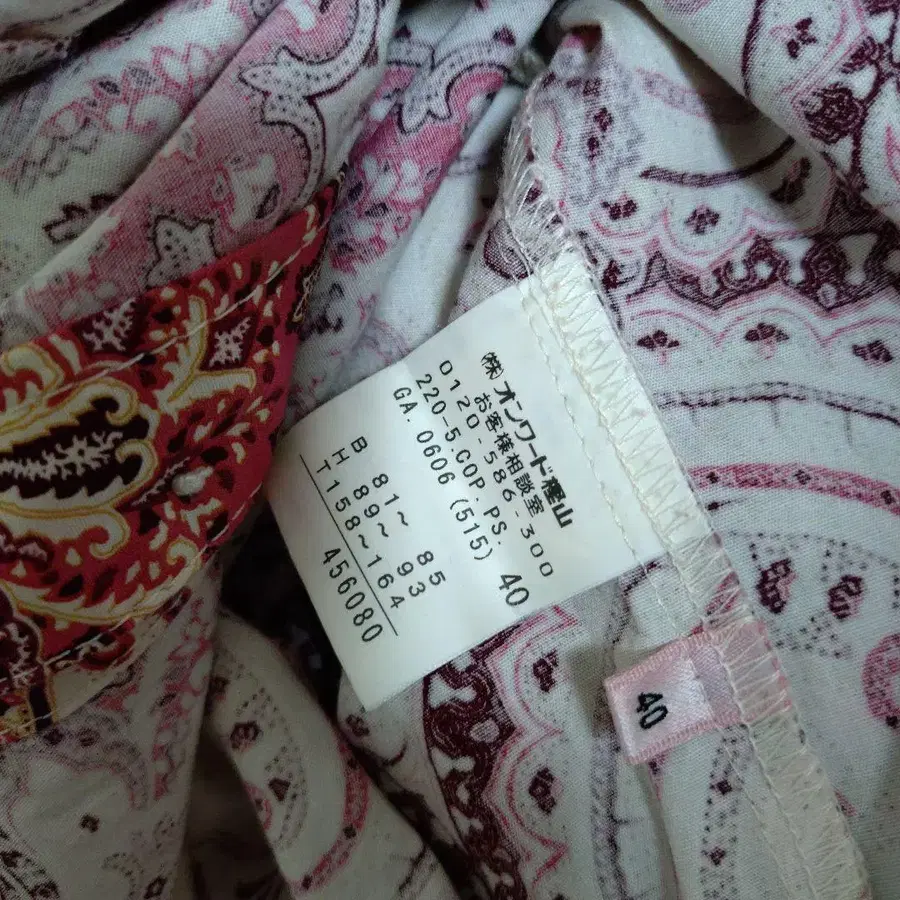 ㈱オンワード樫山
お客様相談室
0120-586-300
220-5.COP.PS.
GA.0606(515) 40
B 81~ 85
H 89~ 93
T158~164
456080
40